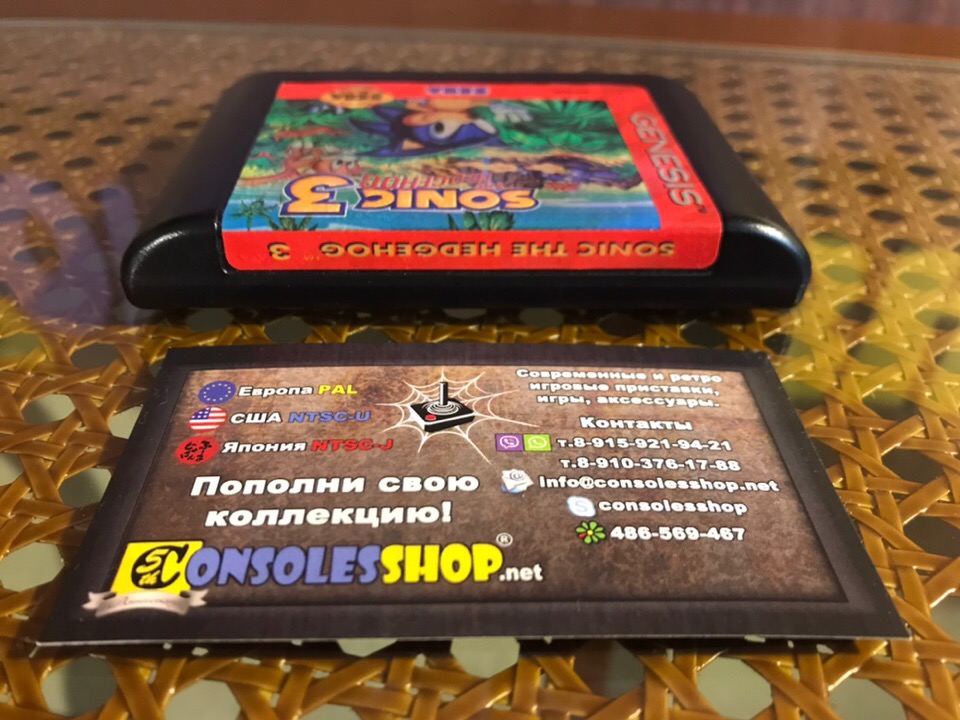 SEGA
GENESIS
SONIC
3
SONIC THE HEDGEHOG 3
Европа PAL
США NTSC-U
Япония NTSC-J
Пополни свою
коллекцию!
CONSOLESSHOP.net
®
Современные и ретро
игровые приставки,
игры, аксессуары.
Контакты
т.8-915-921-94-21
т.8-910-376-17-88
info@consolesshop.net
consolesshop
486-569-467